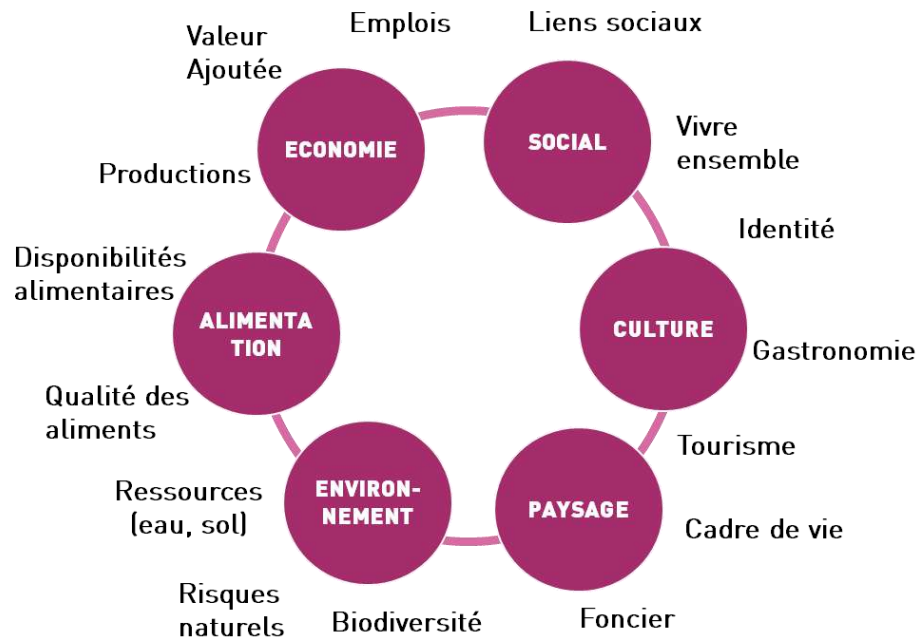 Emplois
Liens sociaux
Valeur
Ajoutée
ECONOMIE
SOCIAL
Vivre
ensemble
Productions
Identité
Disponibilités
alimentaires
ALIMENTA
TION
CULTURE
Gastronomie
Qualité des
aliments
Tourisme
Ressources
(eau, sol)
ENVIRON-
NEMENT
PAYSAGE
Cadre de vie
Risques
naturels
Biodiversité
Foncier